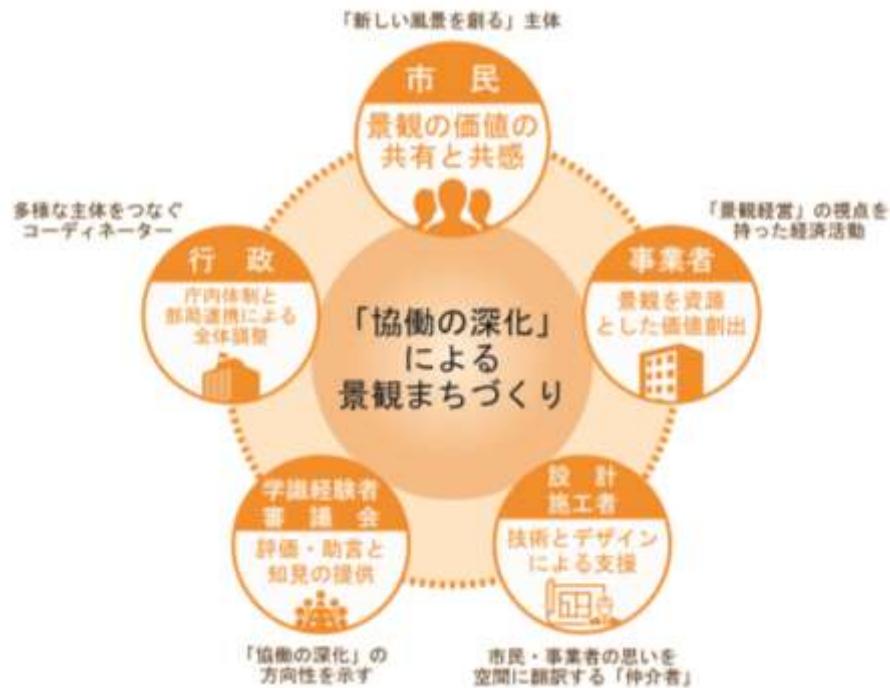 「新しい風景を創る」主体
市民
景観の価値の
共有と共感
多様な主体をつなぐ
コーディネーター
行政
庁内体制と
部局連携による
全体調整
「景観経営」の視点を
持った経済活動
事業者
景観を資源
とした価値創出
「協働の深化」
による
景観まちづくり
学識経験者
審議会
評価・助言と
知見の提供
「協働の深化」の
方向性を示す
設計
施工者
技術とデザイン
による支援
市民・事業者の思いを
空間に翻訳する「仲介者」